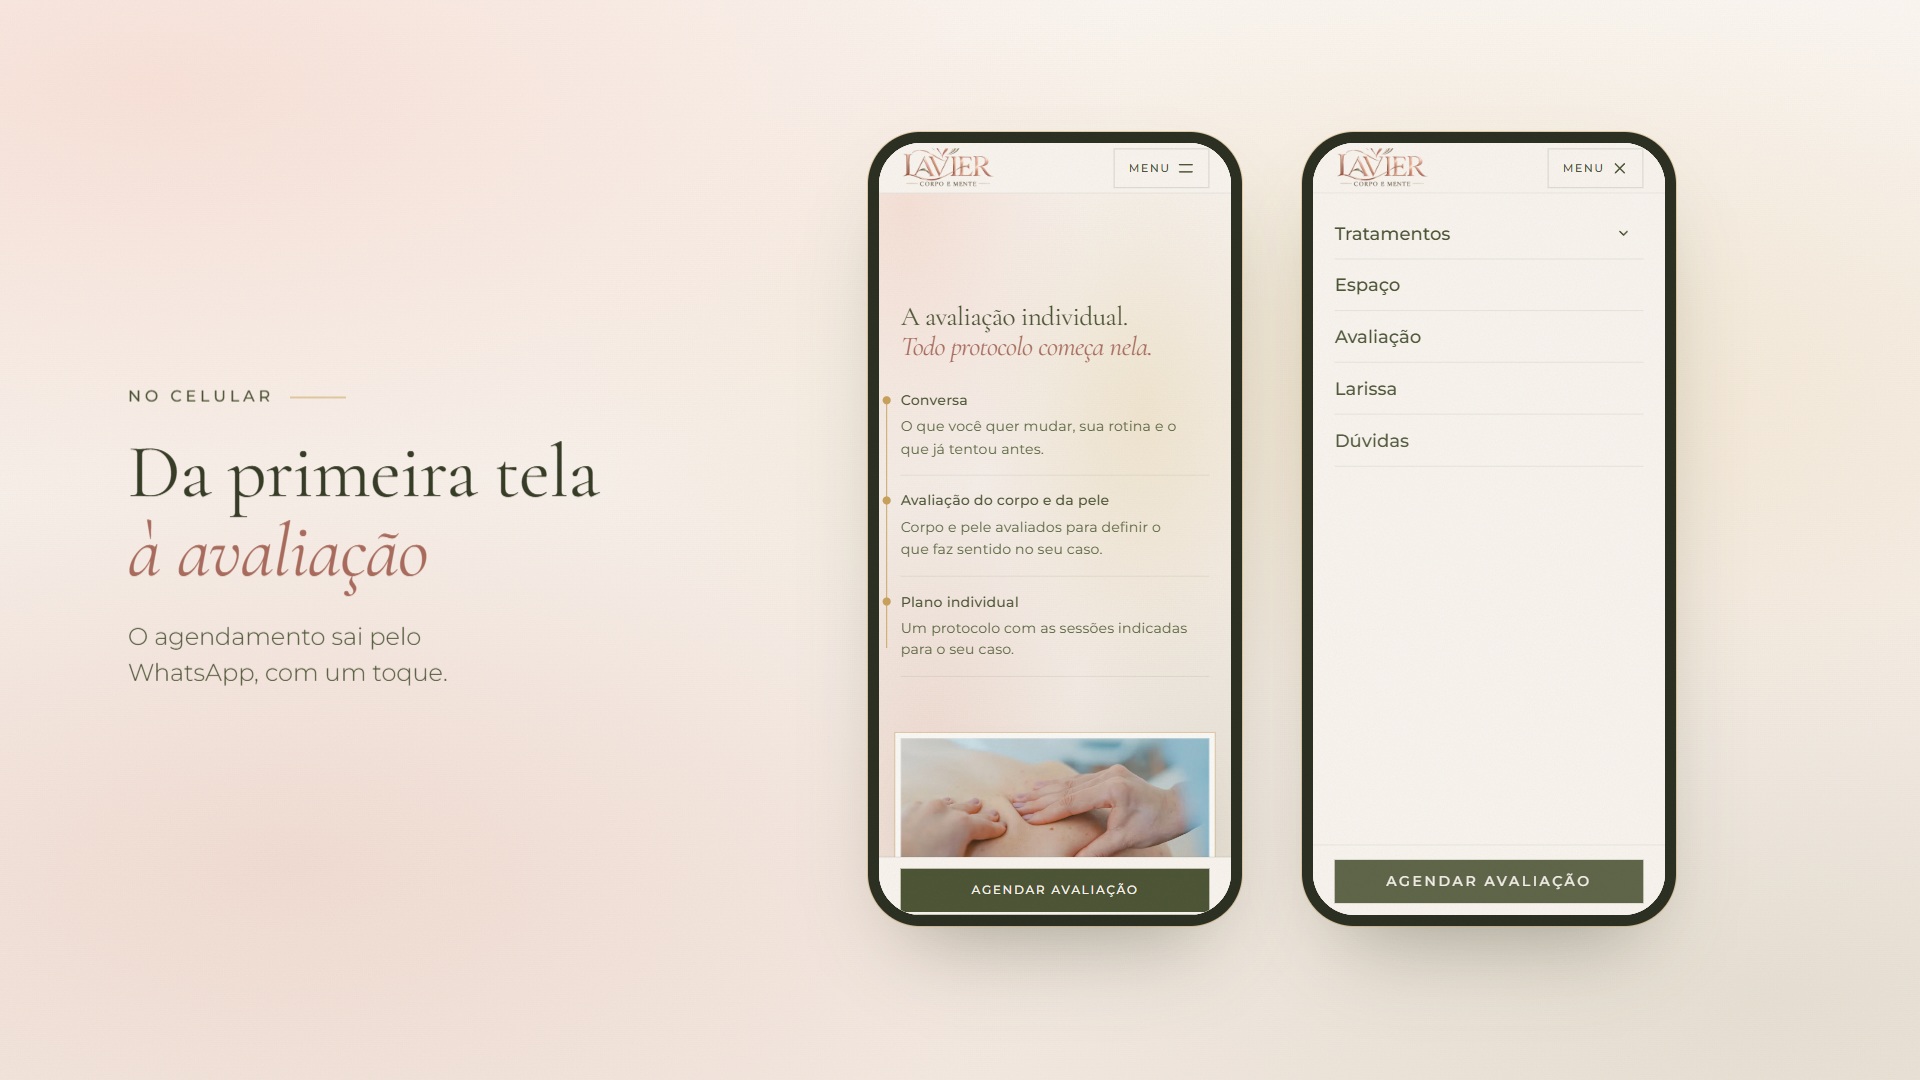 NO CELULAR
Da primeira tela
à avaliação
O agendamento sai pelo
WhatsApp, com um toque.
LAVIER
CORPO E MENTE
MENU
A avaliação individual.
Todo protocolo começa nela.
Conversa
O que você quer mudar, sua rotina e o
que já tentou antes.
Avaliação do corpo e da pele
Corpo e pele avaliados para definir o
que faz sentido no seu caso.
Plano individual
Um protocolo com as sessões indicadas
para o seu caso.
AGENDAR AVALIAÇÃO
LAVIER
CORPO E MENTE
MENU
Tratamentos
Espaço
Avaliação
Larissa
Dúvidas
AGENDAR AVALIAÇÃO